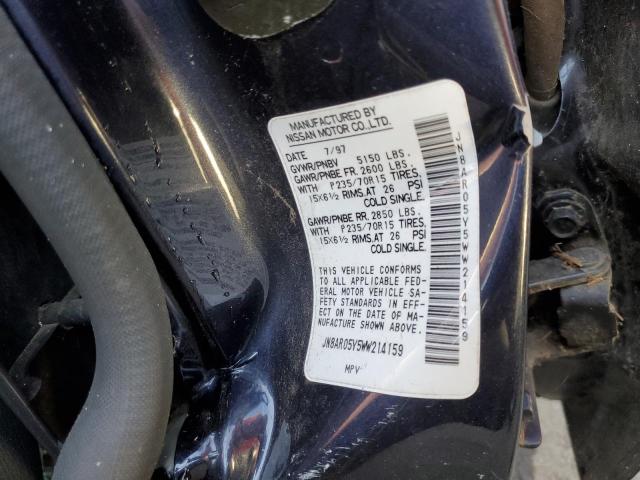 MANUFACTURED BY
NISSAN MOTOR CO.,LTD.
DATE 7/97
GVWR/PNBV 5150 LBS.
GAWR/PNBE FR. 2600 LBS.
WITH P235/70R15 TIRES,
15X6½ RIMS,AT 26 PSI
COLD SINGLE.
GAWR/PNBE RR. 2850 LBS.
WITH P235/70R15 TIRES,
15X6½ RIMS,AT 26 PSI
COLD SINGLE.
THIS VEHICLE CONFORMS
TO ALL APPLICABLE FED-
ERAL MOTOR VEHICLE SA-
FETY STANDARDS IN EFF-
ECT ON THE DATE OF MA-
NUFACTURE SHOWN ABOVE.
JN8AR05Y5WW214159
MPV
JN8AR05Y5WW214159